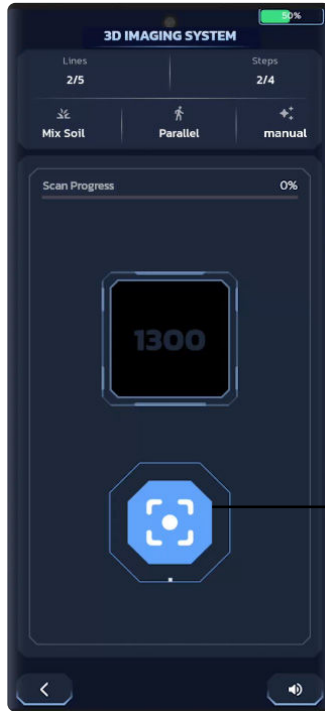 50%
3D IMAGING SYSTEM
Lines Steps
2/5 2/4
Mix Soil Parallel manual
Scan Progress 0%
1300